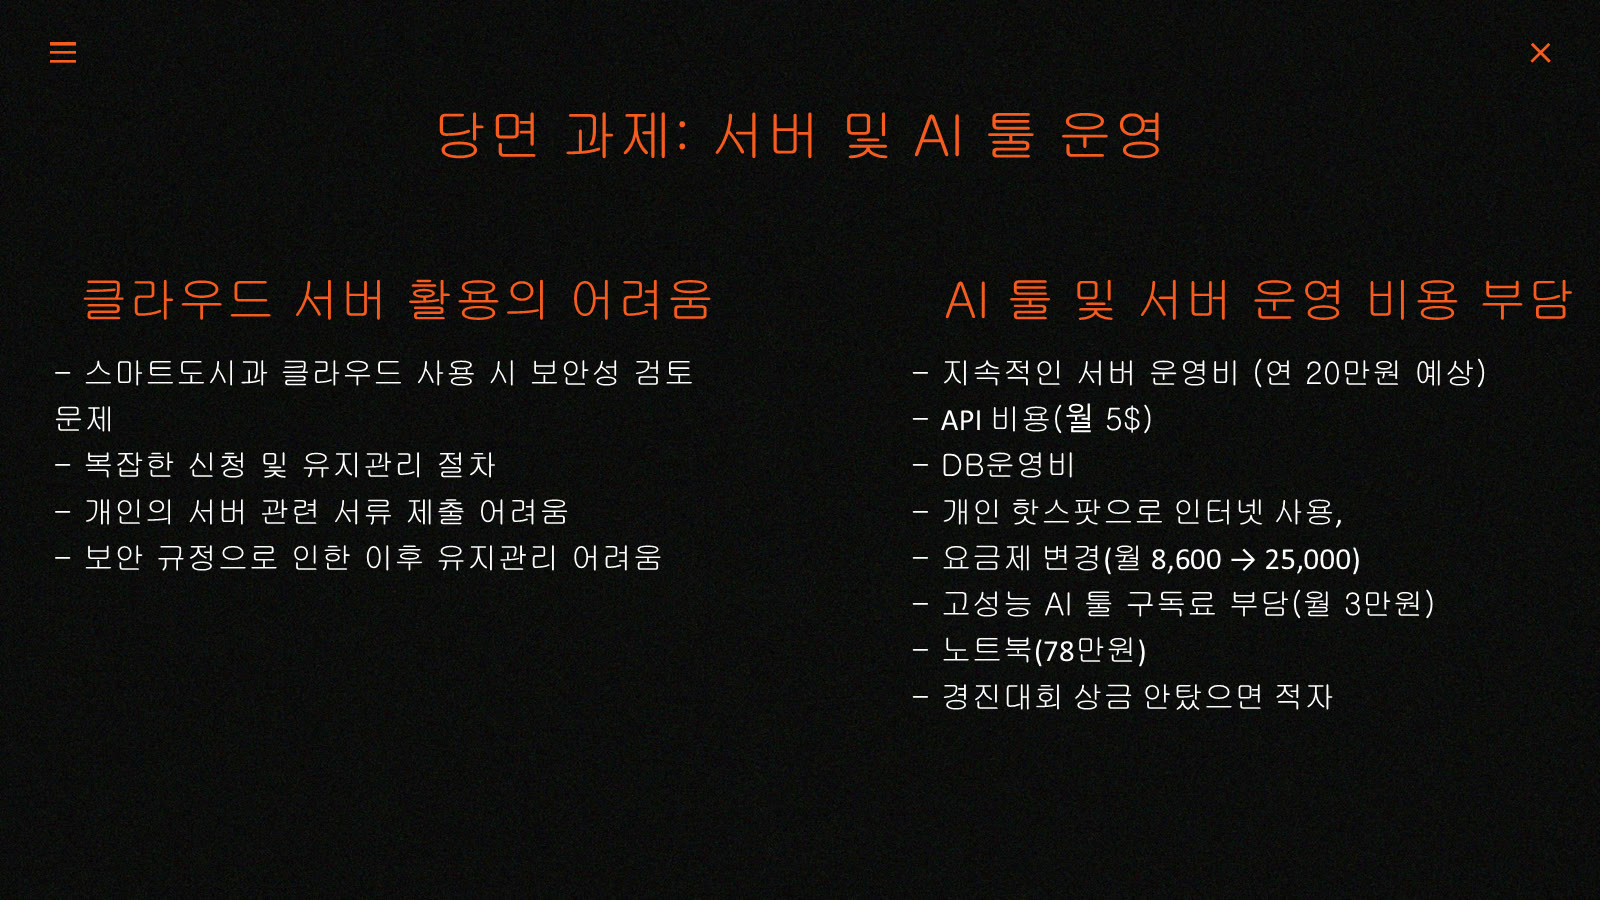 당면 과제: 서버 및 AI 툴 운영
클라우드 서버 활용의 어려움
- 스마트도시과 클라우드 사용 시 보안성 검토
문제
- 복잡한 신청 및 유지관리 절차
- 개인의 서버 관련 서류 제출 어려움
- 보안 규정으로 인한 이후 유지관리 어려움
AI 툴 및 서버 운영 비용 부담
- 지속적인 서버 운영비 (연 20만원 예상)
- API 비용(월 5$)
- DB운영비
- 개인 핫스팟으로 인터넷 사용,
- 요금제 변경(월 8,600 → 25,000)
- 고성능 AI 툴 구독료 부담(월 3만원)
- 노트북(78만원)
- 경진대회 상금 안탔으면 적자